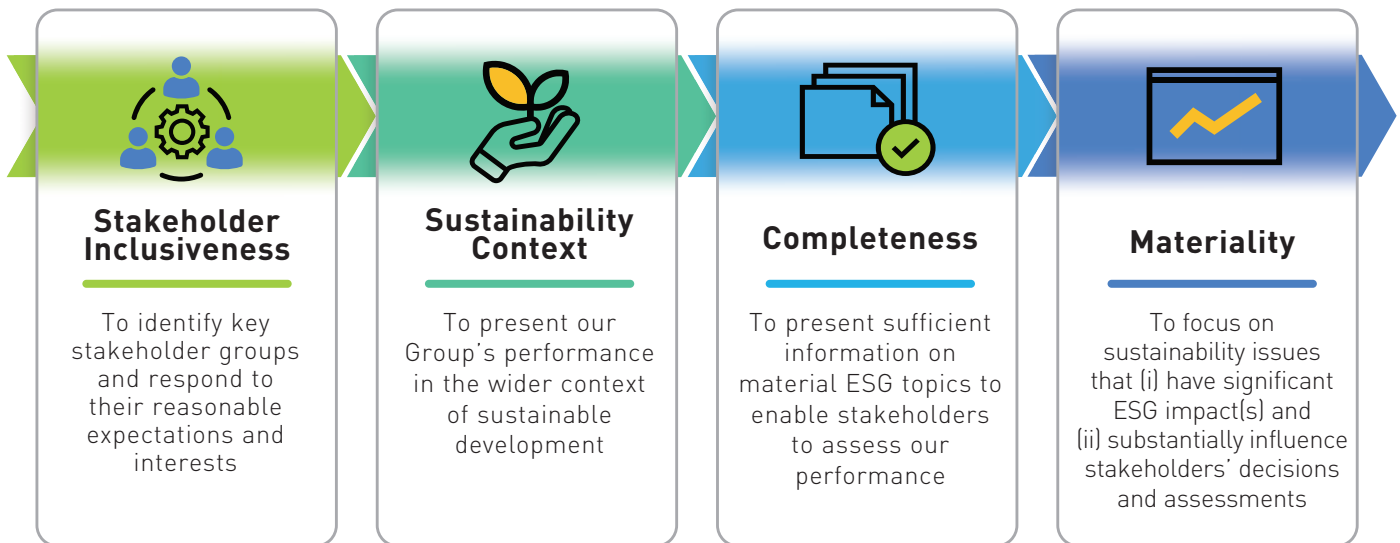 Stakeholder
Inclusiveness
To identify key
stakeholder groups
and respond to
their reasonable
expectations and
interests
Sustainability
Context
To present our
Group’s performance
in the wider context
of sustainable
development
Completeness
To present sufficient
information on
material ESG topics to
enable stakeholders
to assess our
performance
Materiality
To focus on
sustainability issues
that (i) have significant
ESG impact(s) and
(ii) substantially influence
stakeholders’ decisions
and assessments